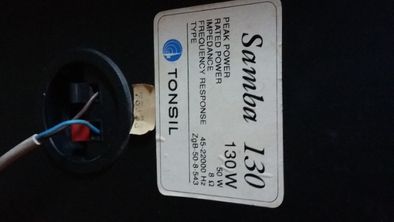 Samba 130
PEAK POWER 130 W
RATED POWER 50 W
IMPEDANCE 8 Ω
FREQUENCY RESPONSE 45-22000 Hz
TYPE ZgB-50-8-543
TONSIL